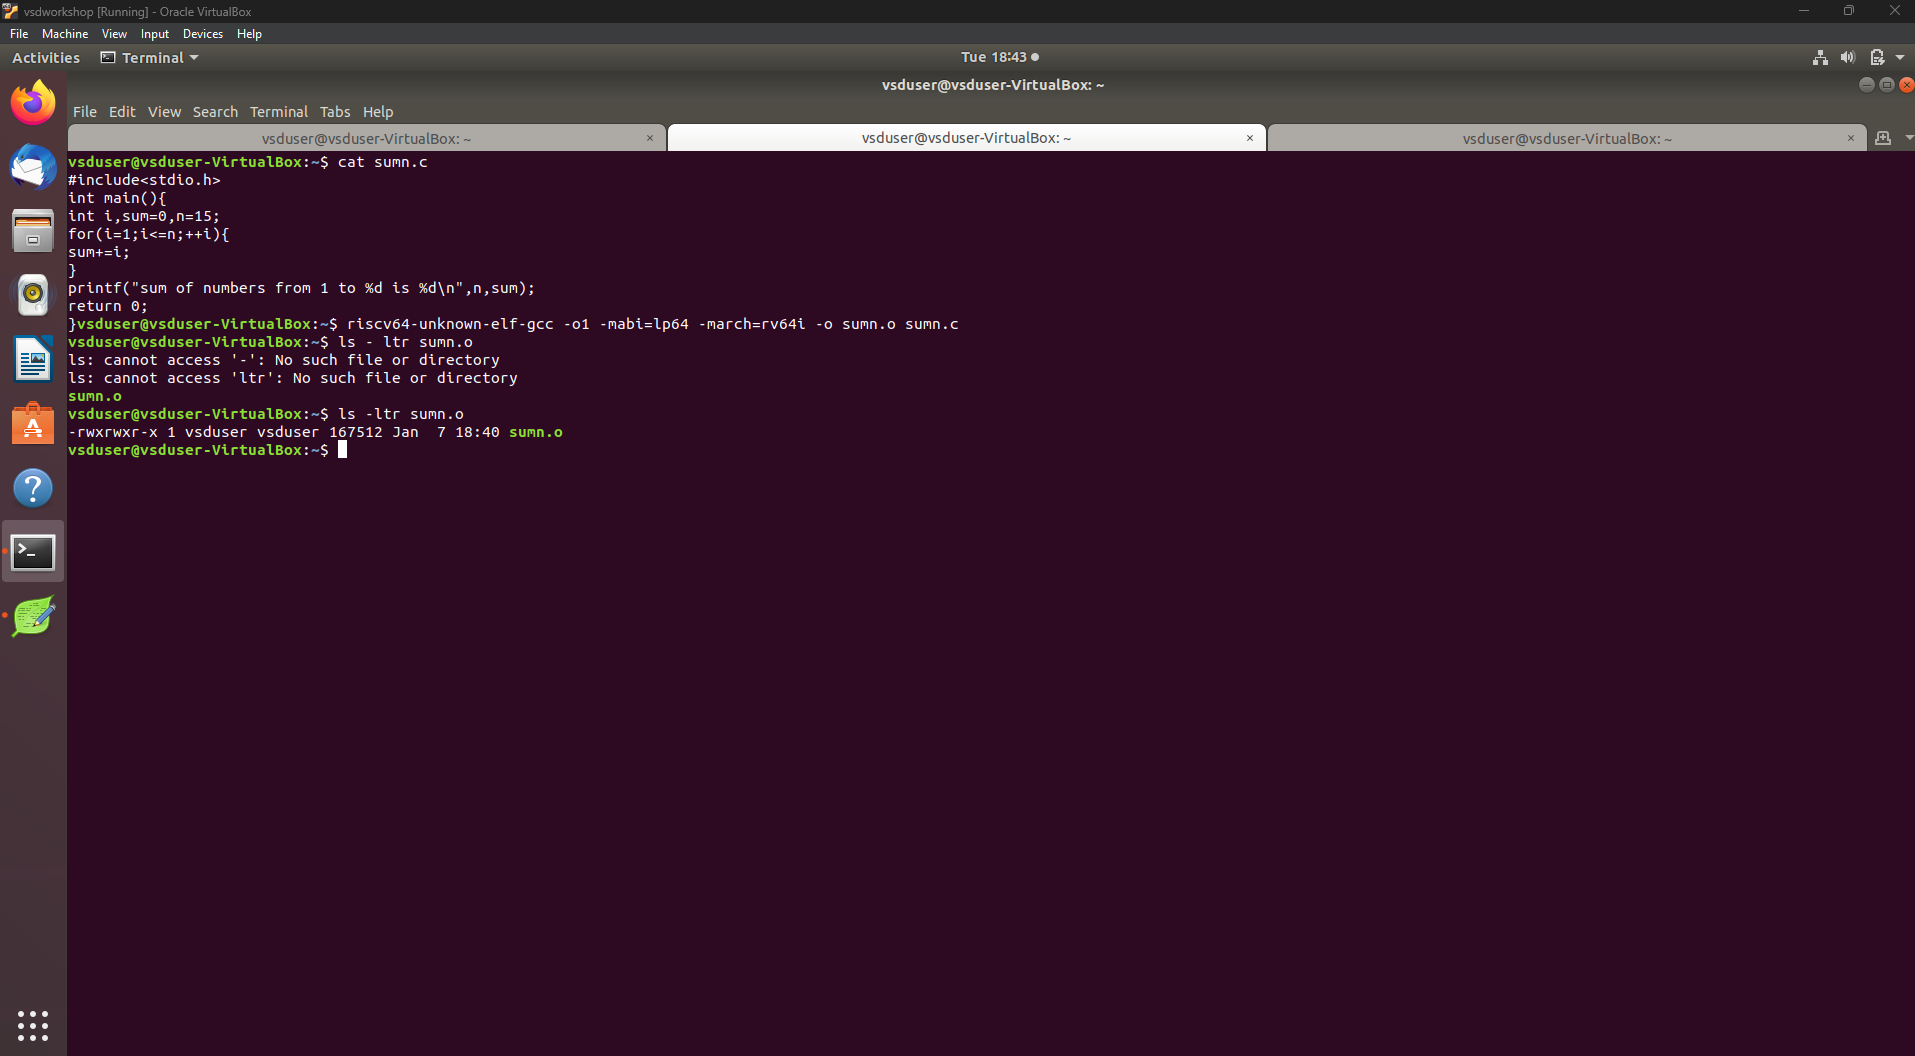 vsdworkshop [Running] - Oracle VirtualBox
File Machine View Input Devices Help
Activities Terminal Tue 18:43
vsduser@vsduser-VirtualBox: ~
File Edit View Search Terminal Tabs Help
vsduser@vsduser-VirtualBox: ~ × vsduser@vsduser-VirtualBox: ~ × vsduser@vsduser-VirtualBox: ~ ×
vsduser@vsduser-VirtualBox:~$ cat sumn.c
#include<stdio.h>
int main(){
int i,sum=0,n=15;
for(i=1;i<=n;++i){
sum+=i;
}
printf("sum of numbers from 1 to %d is %d\n",n,sum);
return 0;
}vsduser@vsduser-VirtualBox:~$ riscv64-unknown-elf-gcc -o1 -mabi=lp64 -march=rv64i -o sumn.o sumn.c
vsduser@vsduser-VirtualBox:~$ ls - ltr sumn.o
ls: cannot access '-': No such file or directory
ls: cannot access 'ltr': No such file or directory
sumn.o
vsduser@vsduser-VirtualBox:~$ ls -ltr sumn.o
-rwxrwxr-x 1 vsduser vsduser 167512 Jan  7 18:40 sumn.o
vsduser@vsduser-VirtualBox:~$